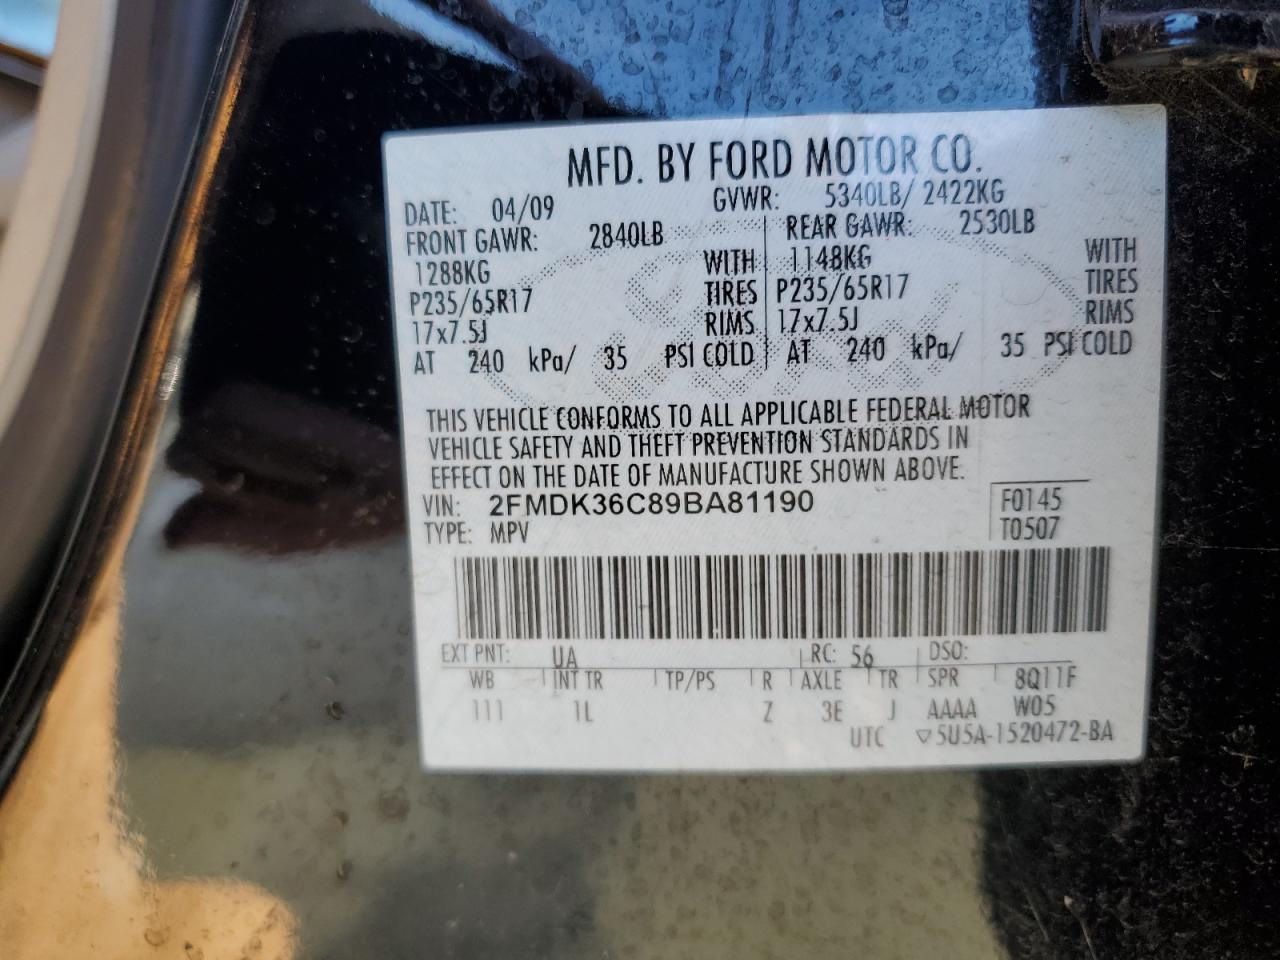 MFD. BY FORD MOTOR CO.
DATE: 04/09 GVWR: 5340LB/ 2422KG
FRONT GAWR: 2840LB REAR GAWR: 2530LB
1288KG WITH 1148KG WITH
P235/65R17 TIRES P235/65R17 TIRES
17x7.5J RIMS 17x7.5J RIMS
AT 240 kPa/ 35 PSI COLD AT 240 kPa/ 35 PSI COLD
THIS VEHICLE CONFORMS TO ALL APPLICABLE FEDERAL MOTOR
VEHICLE SAFETY AND THEFT PREVENTION STANDARDS IN
EFFECT ON THE DATE OF MANUFACTURE SHOWN ABOVE.
VIN: 2FMDK36C89BA81190 F0145
TYPE: MPV T0507
EXT PNT: UA RC: 56 DSO:
WB INT TR TP/PS R AXLE TR SPR 8Q11F
111 1L Z 3E J AAAA W05
UTC ▽5U5A-1520472-BA